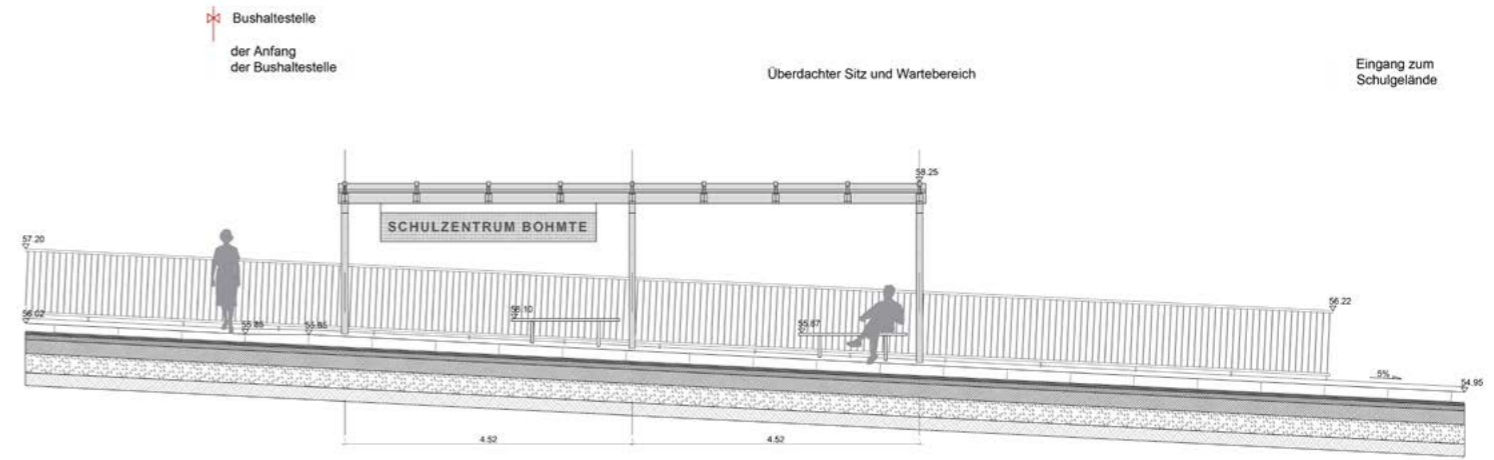 Bushaltestelle
der Anfang
der Bushaltestelle
Überdachter Sitz und Wartebereich
Eingang zum
Schulgelände
58.25
SCHULZENTRUM BOHMTE
57.20
56.22
56.10
56.02
55.85
55.85
55.67
5%
54.95
4.52
4.52